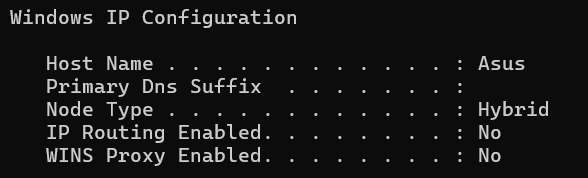 Windows IP Configuration
Host Name . . . . . . . . . . . . : Asus
Primary Dns Suffix  . . . . . . . :
Node Type . . . . . . . . . . . . : Hybrid
IP Routing Enabled. . . . . . . . : No
WINS Proxy Enabled. . . . . . . . : No